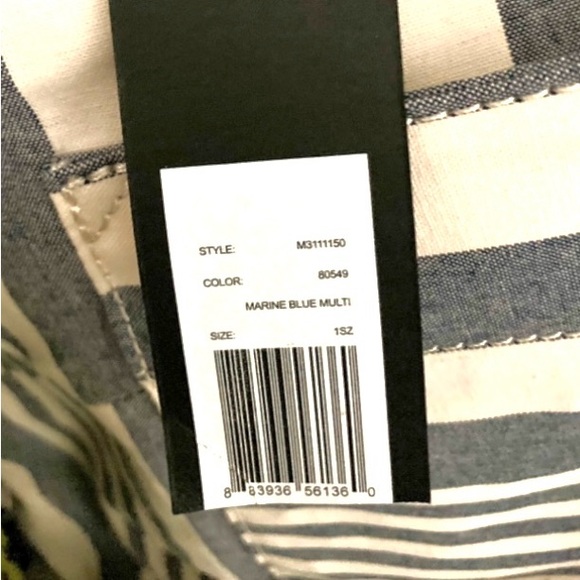 STYLE: M3111150
COLOR: 80549
MARINE BLUE MULTI
SIZE: 1SZ
8 83936 56136 0